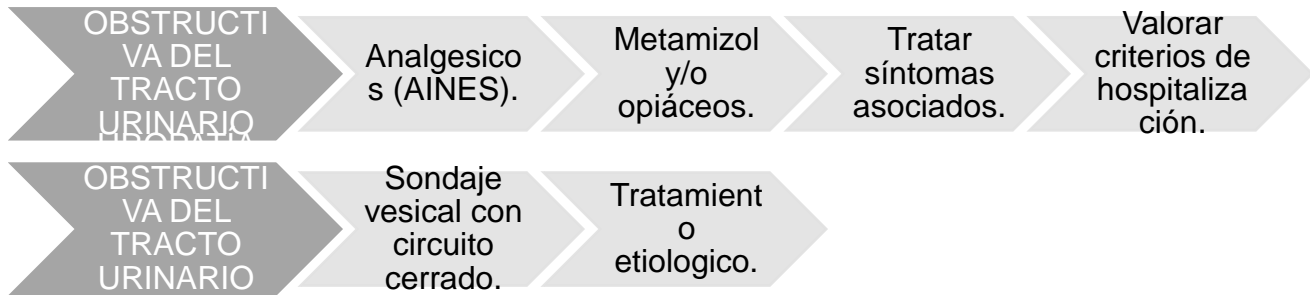 OBSTRUCTI
VA DEL
TRACTO
URINARIO
Analgesico
s (AINES).
Metamizol
y/o
opiáceos.
Tratar
síntomas
asociados.
Valorar
criterios de
hospitaliza
ción.
UROPATÍA
OBSTRUCTI
VA DEL
TRACTO
URINARIO
Sondaje
vesical con
circuito
cerrado.
Tratamient
o
etiologico.